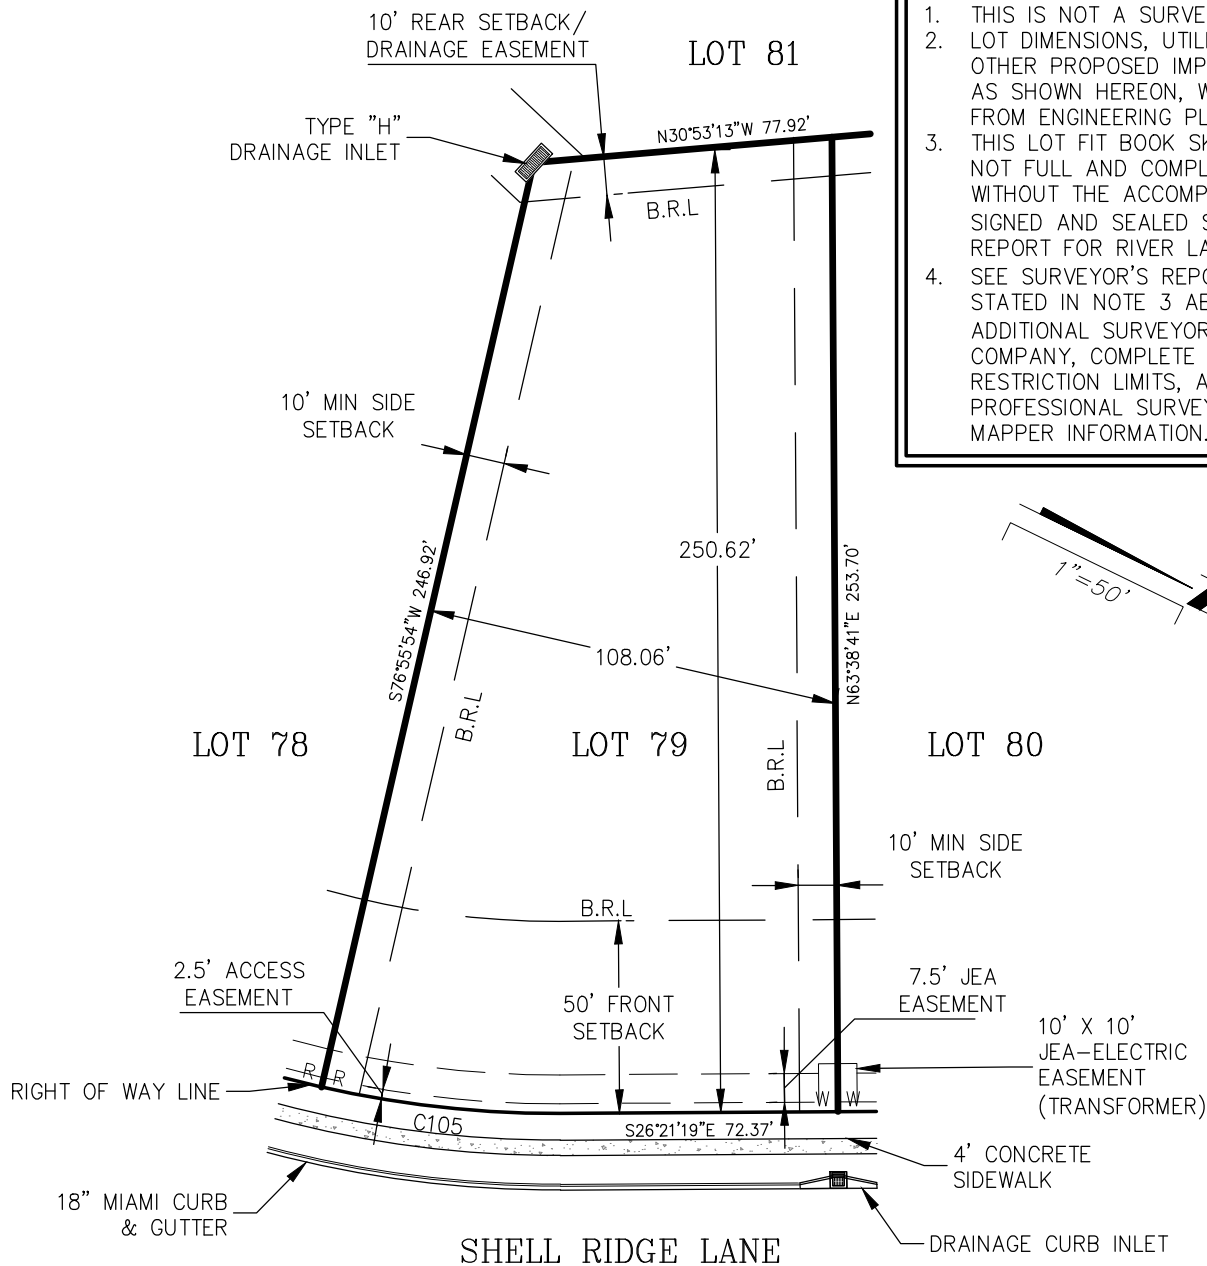 10' REAR SETBACK/
DRAINAGE EASEMENT
LOT 81
1. THIS IS NOT A SURVE
2. LOT DIMENSIONS, UTIL
OTHER PROPOSED IMP
AS SHOWN HEREON, W
FROM ENGINEERING PL
3. THIS LOT FIT BOOK SK
NOT FULL AND COMPL
WITHOUT THE ACCOMP
SIGNED AND SEALED S
REPORT FOR RIVER LA
4. SEE SURVEYOR'S REPO
STATED IN NOTE 3 AB
ADDITIONAL SURVEYOR
COMPANY, COMPLETE
RESTRICTION LIMITS, A
PROFESSIONAL SURVEY
MAPPER INFORMATION.
TYPE "H"
DRAINAGE INLET
N30°53'13"W 77.92'
B.R.L
10' MIN SIDE
SETBACK
250.62'
1"=50'
S76°55'54"W 246.92'
N63°38'41"E 253.70'
108.06'
B.R.L
B.R.L
LOT 78
LOT 79
LOT 80
10' MIN SIDE
SETBACK
B.R.L
2.5' ACCESS
EASEMENT
50' FRONT
SETBACK
7.5' JEA
EASEMENT
10' X 10'
JEA-ELECTRIC
EASEMENT
(TRANSFORMER)
R R
W W
RIGHT OF WAY LINE
C105
S26°21'19"E 72.37'
4' CONCRETE
SIDEWALK
18" MIAMI CURB
& GUTTER
DRAINAGE CURB INLET
SHELL RIDGE LANE